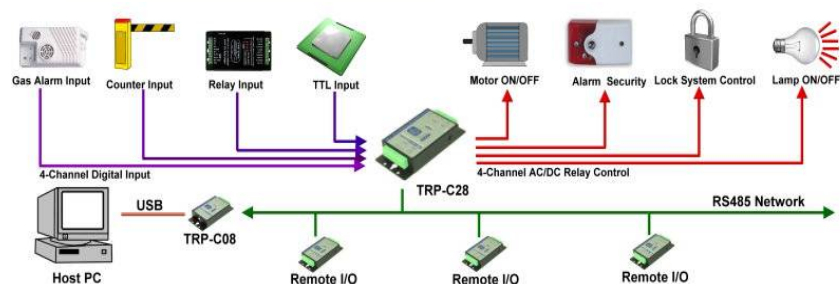 Gas Alarm Input
Counter Input
Relay Input
TTL Input
Motor ON/OFF
Alarm Security
Lock System Control
Lamp ON/OFF
4-Channel Digital Input
4-Channel AC/DC Relay Control
TRP-C28
USB
TRP-C08
RS485 Network
Host PC
Remote I/O
Remote I/O
Remote I/O